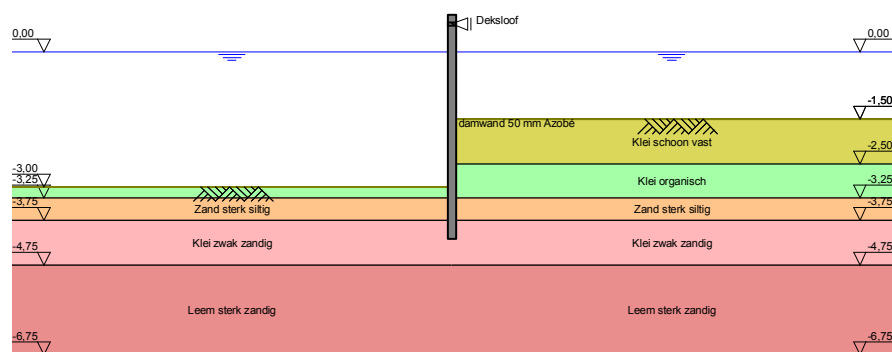 Deksloof
0,00
0,00
-1,50
damwand 50 mm Azobé
Klei schoon vast
-2,50
-3,00
Klei organisch
-3,25
-3,25
Zand sterk siltig
Zand sterk siltig
-3,75
-3,75
Klei zwak zandig
Klei zwak zandig
-4,75
-4,75
Leem sterk zandig
Leem sterk zandig
-6,75
-6,75